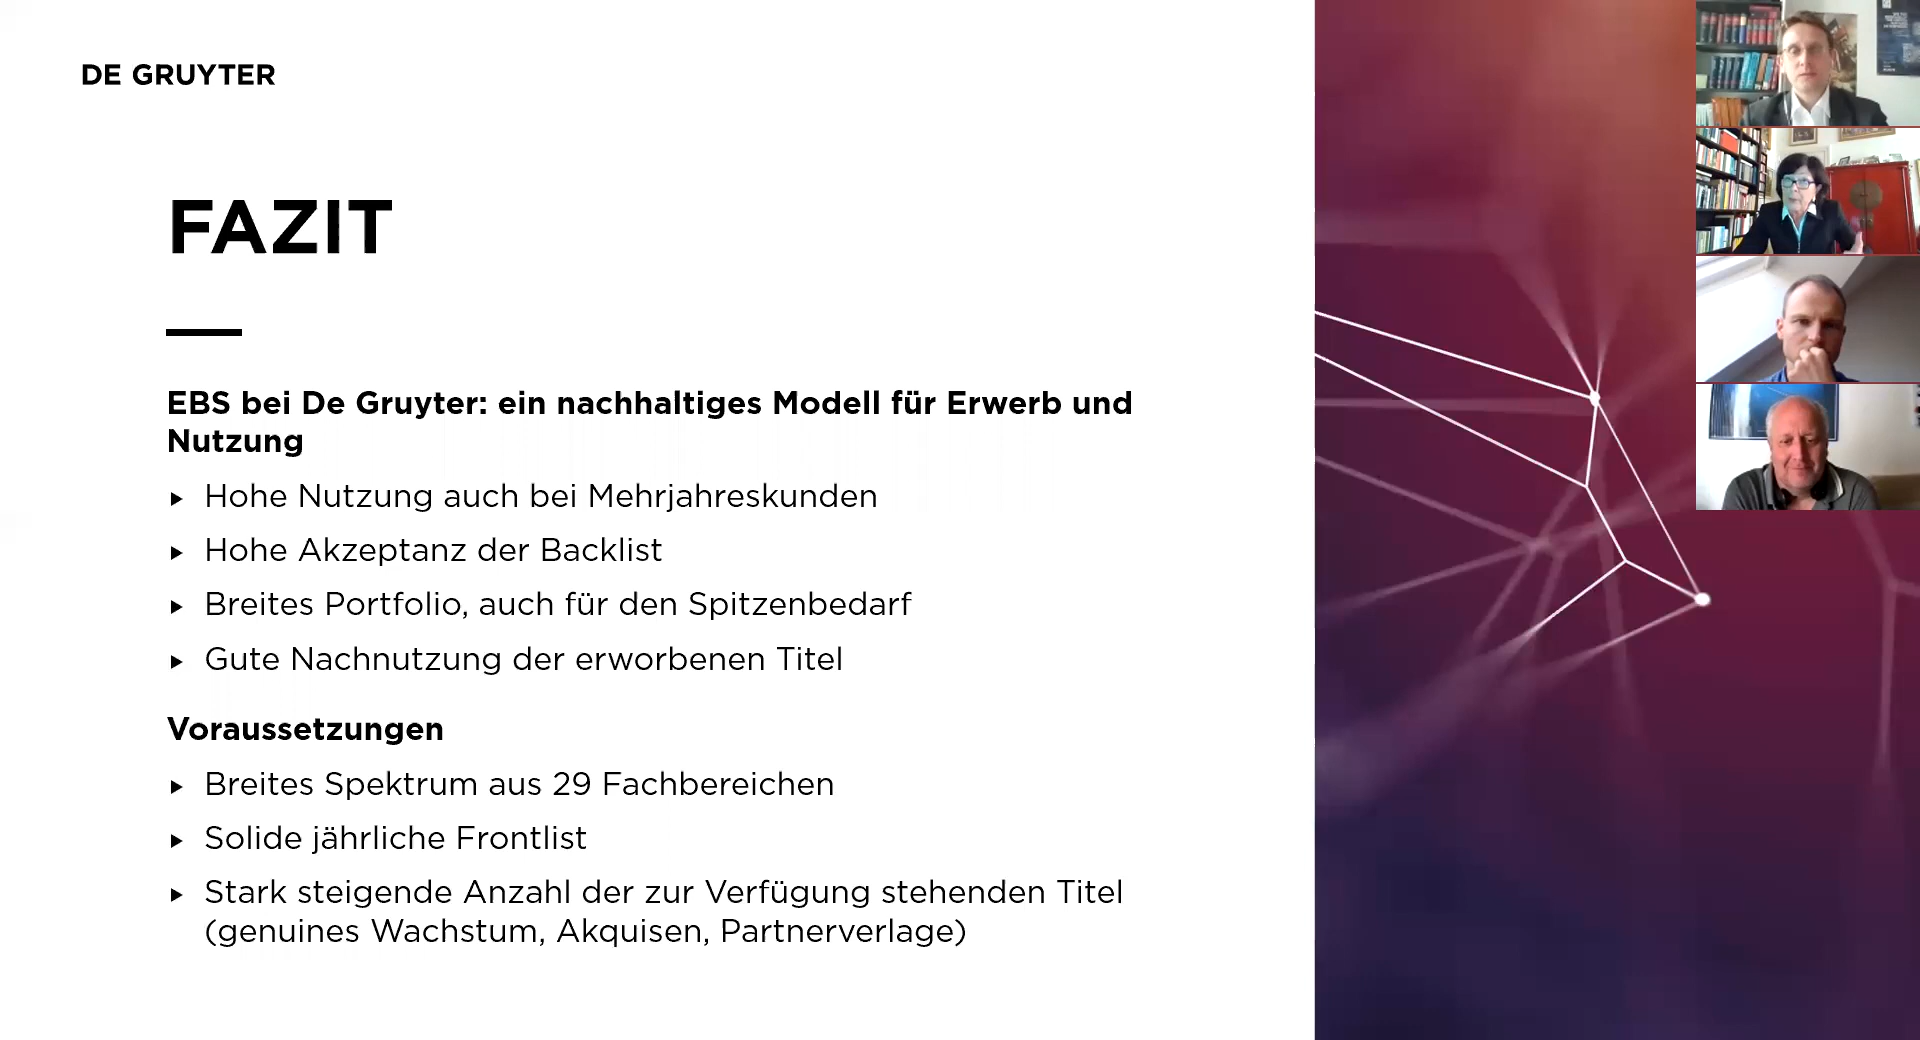 DE GRUYTER
FAZIT
EBS bei De Gruyter: ein nachhaltiges Modell für Erwerb und
Nutzung
▸ Hohe Nutzung auch bei Mehrjahreskunden
▸ Hohe Akzeptanz der Backlist
▸ Breites Portfolio, auch für den Spitzenbedarf
▸ Gute Nachnutzung der erworbenen Titel
Voraussetzungen
▸ Breites Spektrum aus 29 Fachbereichen
▸ Solide jährliche Frontlist
▸ Stark steigende Anzahl der zur Verfügung stehenden Titel
(genuines Wachstum, Akquisen, Partnerverlage)